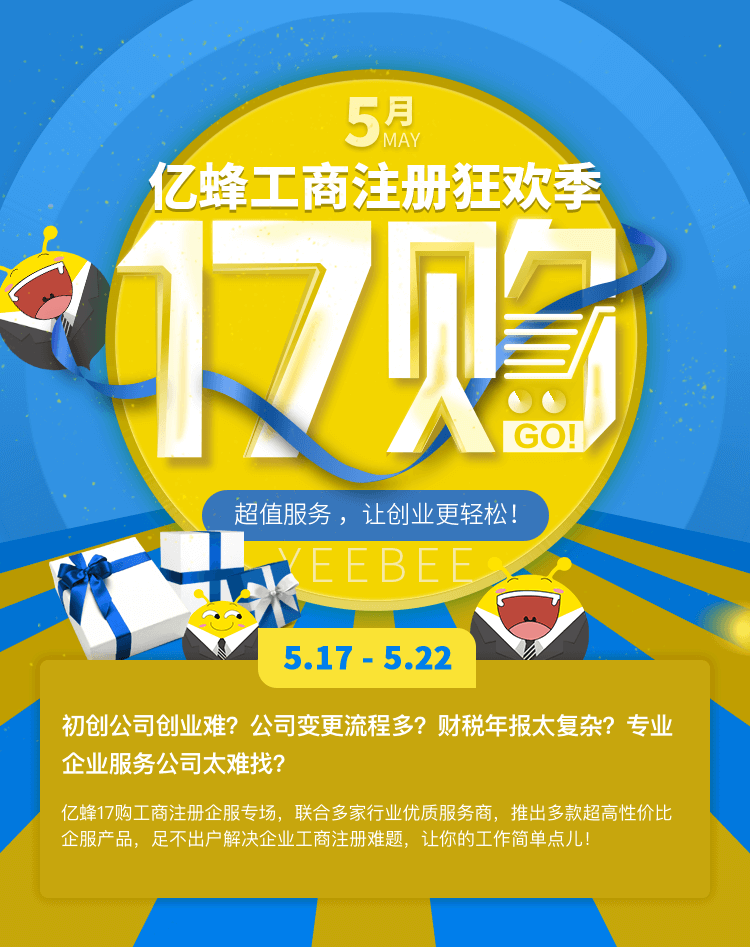 5月
MAY
亿蜂工商注册狂欢季
17购
GO!
超值服务，让创业更轻松！
YEEBEE
5.17 - 5.22
初创公司创业难？公司变更流程多？财税年报太复杂？专业
企业服务公司太难找？
亿蜂17购工商注册企服专场，联合多家行业优质服务商，推出多款超高性价比
企服产品，足不出户解决企业工商注册难题，让你的工作简单点儿！